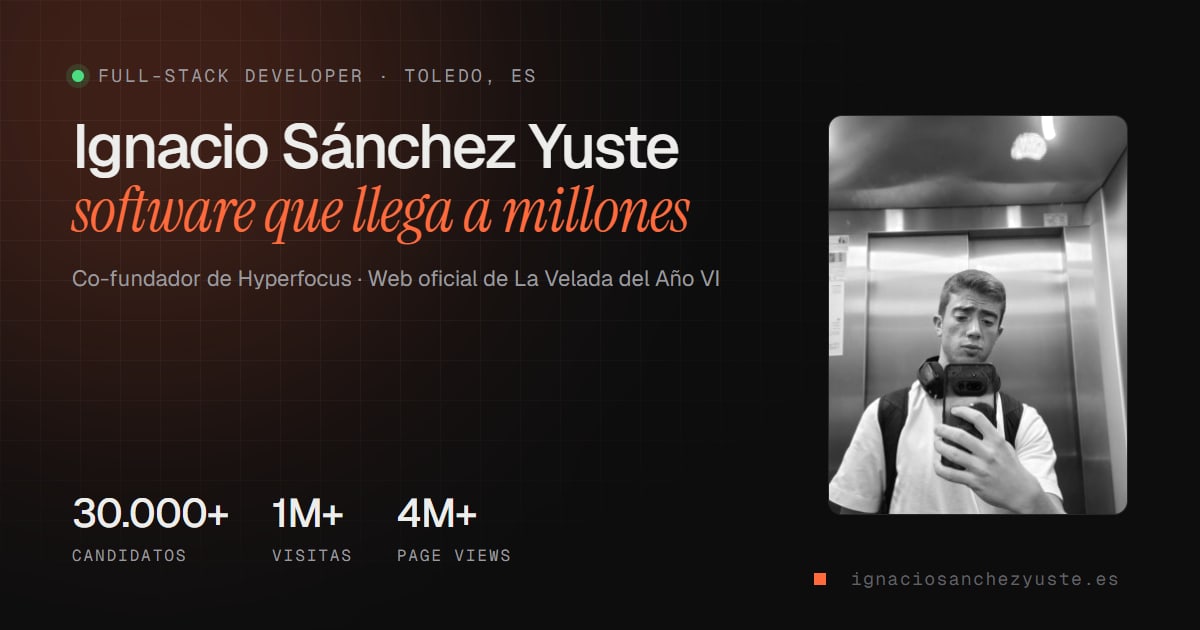 FULL-STACK DEVELOPER · TOLEDO, ES
Ignacio Sánchez Yuste
software que llega a millones
Co-fundador de Hyperfocus · Web oficial de La Velada del Año VI
30.000+ 1M+ 4M+
CANDIDATOS VISITAS PAGE VIEWS
ignaciosanchezyuste.es